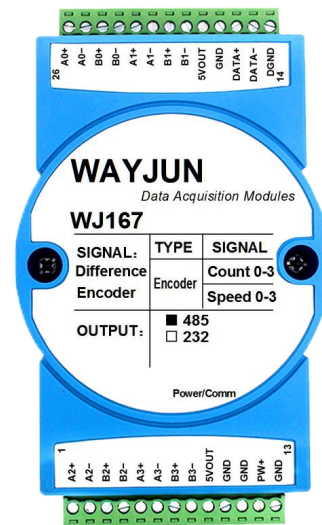 26 A0+ A0- B0+ B0- A1+ A1- B1+ B1- 5VOUT GND DATA+ DATA- DGND 14
WAYJUN
Data Acquisition Modules
WJ167
SIGNAL: Difference Encoder
TYPE SIGNAL
Encoder Count 0-3
Speed 0-3
OUTPUT: ■ 485
□ 232
Power/Comm
1 A2+ A2- B2+ B2- A3+ A3- B3+ B3- 5VOUT GND GND PW+ GND 13